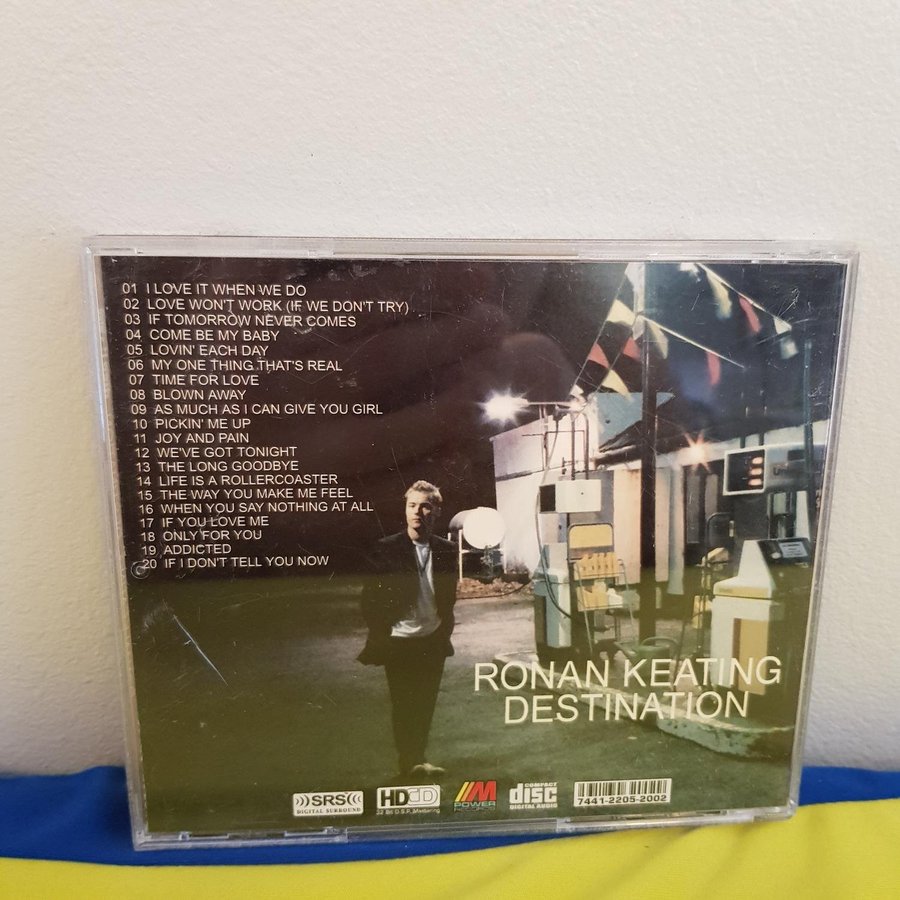 01 I LOVE IT WHEN WE DO
02 LOVE WON'T WORK (IF WE DON'T TRY)
03 IF TOMORROW NEVER COMES
04 COME BE MY BABY
05 LOVIN' EACH DAY
06 MY ONE THING THAT'S REAL
07 TIME FOR LOVE
08 BLOWN AWAY
09 AS MUCH AS I CAN GIVE YOU GIRL
10 PICKIN' ME UP
11 JOY AND PAIN
12 WE'VE GOT TONIGHT
13 THE LONG GOODBYE
14 LIFE IS A ROLLERCOASTER
15 THE WAY YOU MAKE ME FEEL
16 WHEN YOU SAY NOTHING AT ALL
17 IF YOU LOVE ME
18 ONLY FOR YOU
19 ADDICTED
20 IF I DON'T TELL YOU NOW
RONAN KEATING
DESTINATION
SRS
DIGITAL SURROUND
HDCD
M
POWER
COMPACT
disc
DIGITAL AUDIO
7441-2205-2002